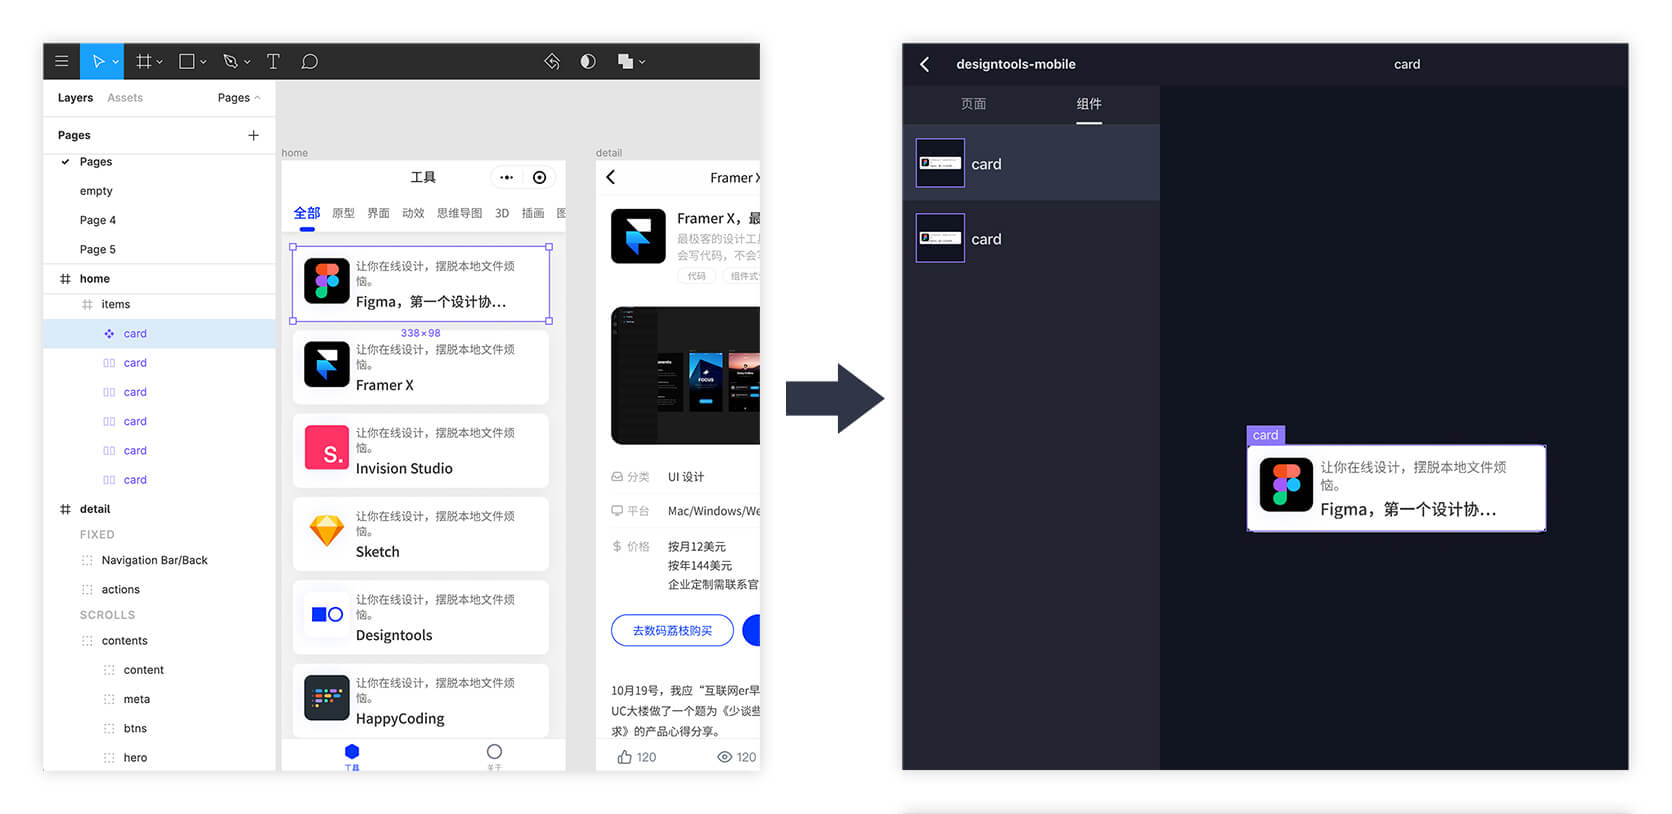 Layers Assets Pages
Pages
Pages
empty
Page 4
Page 5
home
items
card
card
card
card
card
card
detail
FIXED
Navigation Bar/Back
actions
SCROLLS
contents
content
meta
btns
hero
home
工具
全部 原型 界面 动效 思维导图 3D 插画
让你在线设计，摆脱本地文件烦
恼。
Figma，第一个设计协...
338×98
让你在线设计，摆脱本地文件烦
恼。
Framer X
S.
让你在线设计，摆脱本地文件烦
恼。
Invision Studio
让你在线设计，摆脱本地文件烦
恼。
Sketch
让你在线设计，摆脱本地文件烦
恼。
Designtools
让你在线设计，摆脱本地文件烦
恼。
HappyCoding
工具
关于
detail
Framer X
Framer X，最
最极客的设计工
会写代码，不会
代码 组件式
FOCUS
分类 UI 设计
平台 Mac/Windows/We
价格 按月12美元
按年144美元
企业定制需联系官
去数码荔枝购买
10月19号，我应“互联网er早
UC大楼做了一个题为《少谈些
求》的产品心得分享。
120 120
designtools-mobile
card
页面 组件
card
card
card
让你在线设计，摆脱本地文件烦
恼。
Figma，第一个设计协...